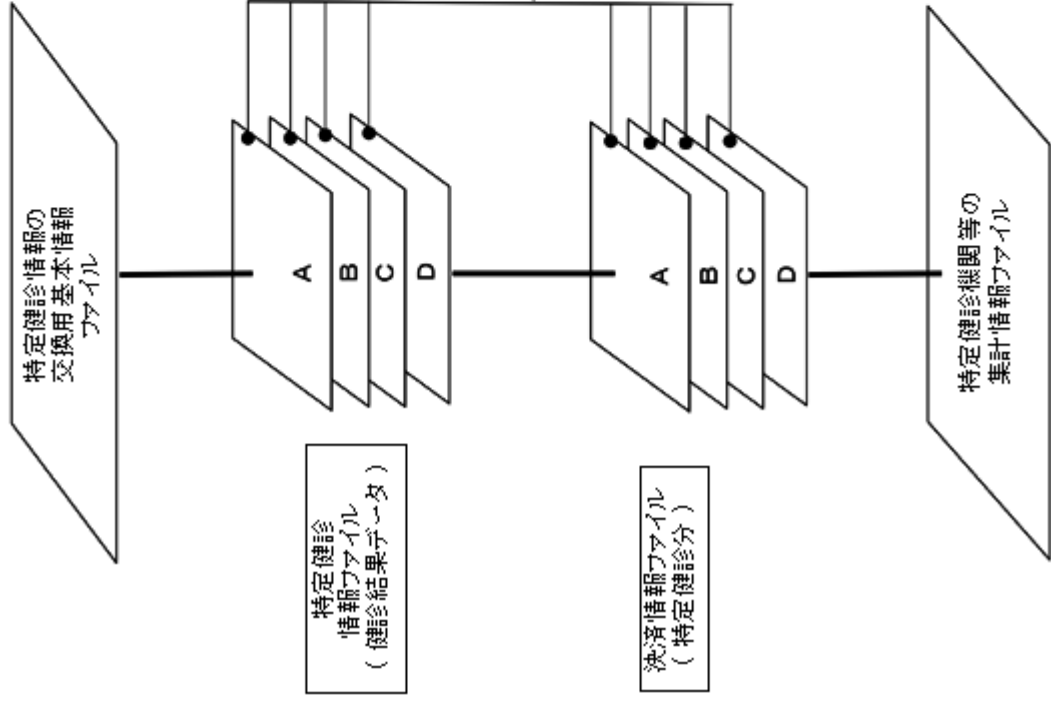 特定健診情報の
交換用基本情報
ファイル
A
B
C
D
特定健診
情報ファイル
(健診結果データ)
A
B
C
D
決済情報ファイル
(特定健診分)
特定健診機関等の
集計情報ファイル